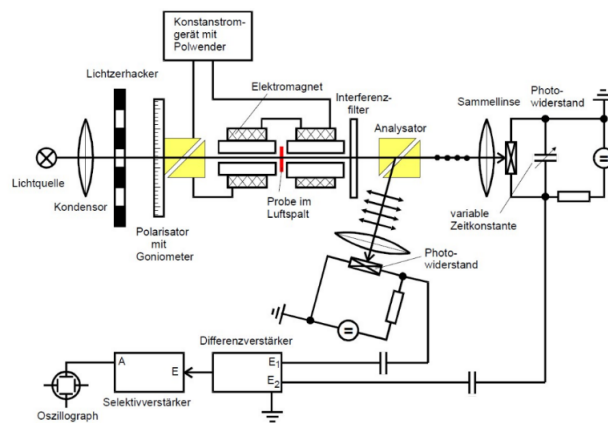 Konstanstrom-
gerät mit
Polwender
Lichtzerhacker
Elektromagnet
Interferenz-
filter
Analysator
Sammellinse
Photo-
widerstand
Lichtquelle
Kondensor
Polarisator
mit
Goniometer
Probe im
Luftspalt
variable
Zeitkonstante
Photo-
widerstand
Differenzverstärker
A
E
E1
E2
Selektivverstärker
Oszillograph